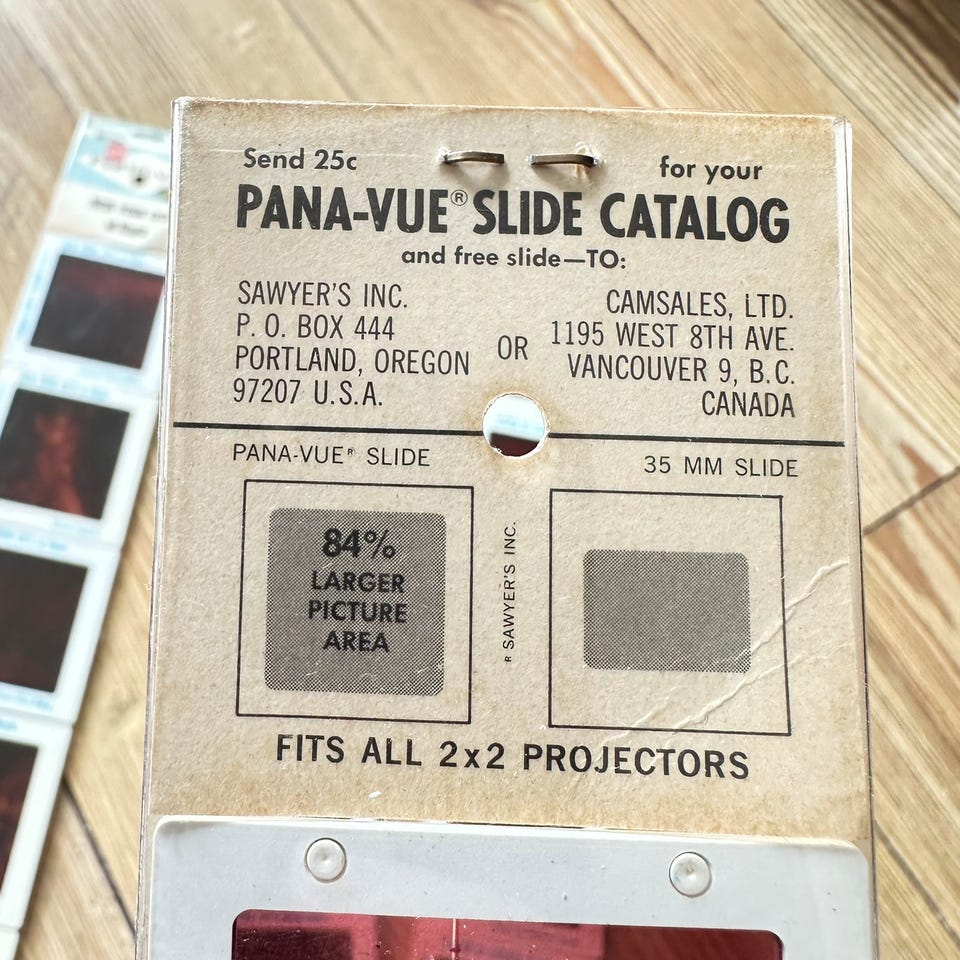 Send 25c for your
PANA-VUE® SLIDE CATALOG
and free slide—TO:
SAWYER'S INC.
P. O. BOX 444
PORTLAND, OREGON
97207 U.S.A.
OR
CAMSALES, LTD.
1195 WEST 8TH AVE.
VANCOUVER 9, B.C.
CANADA
PANA-VUE® SLIDE
84%
LARGER
PICTURE
AREA
® SAWYER'S INC.
35 MM SLIDE
FITS ALL 2x2 PROJECTORS